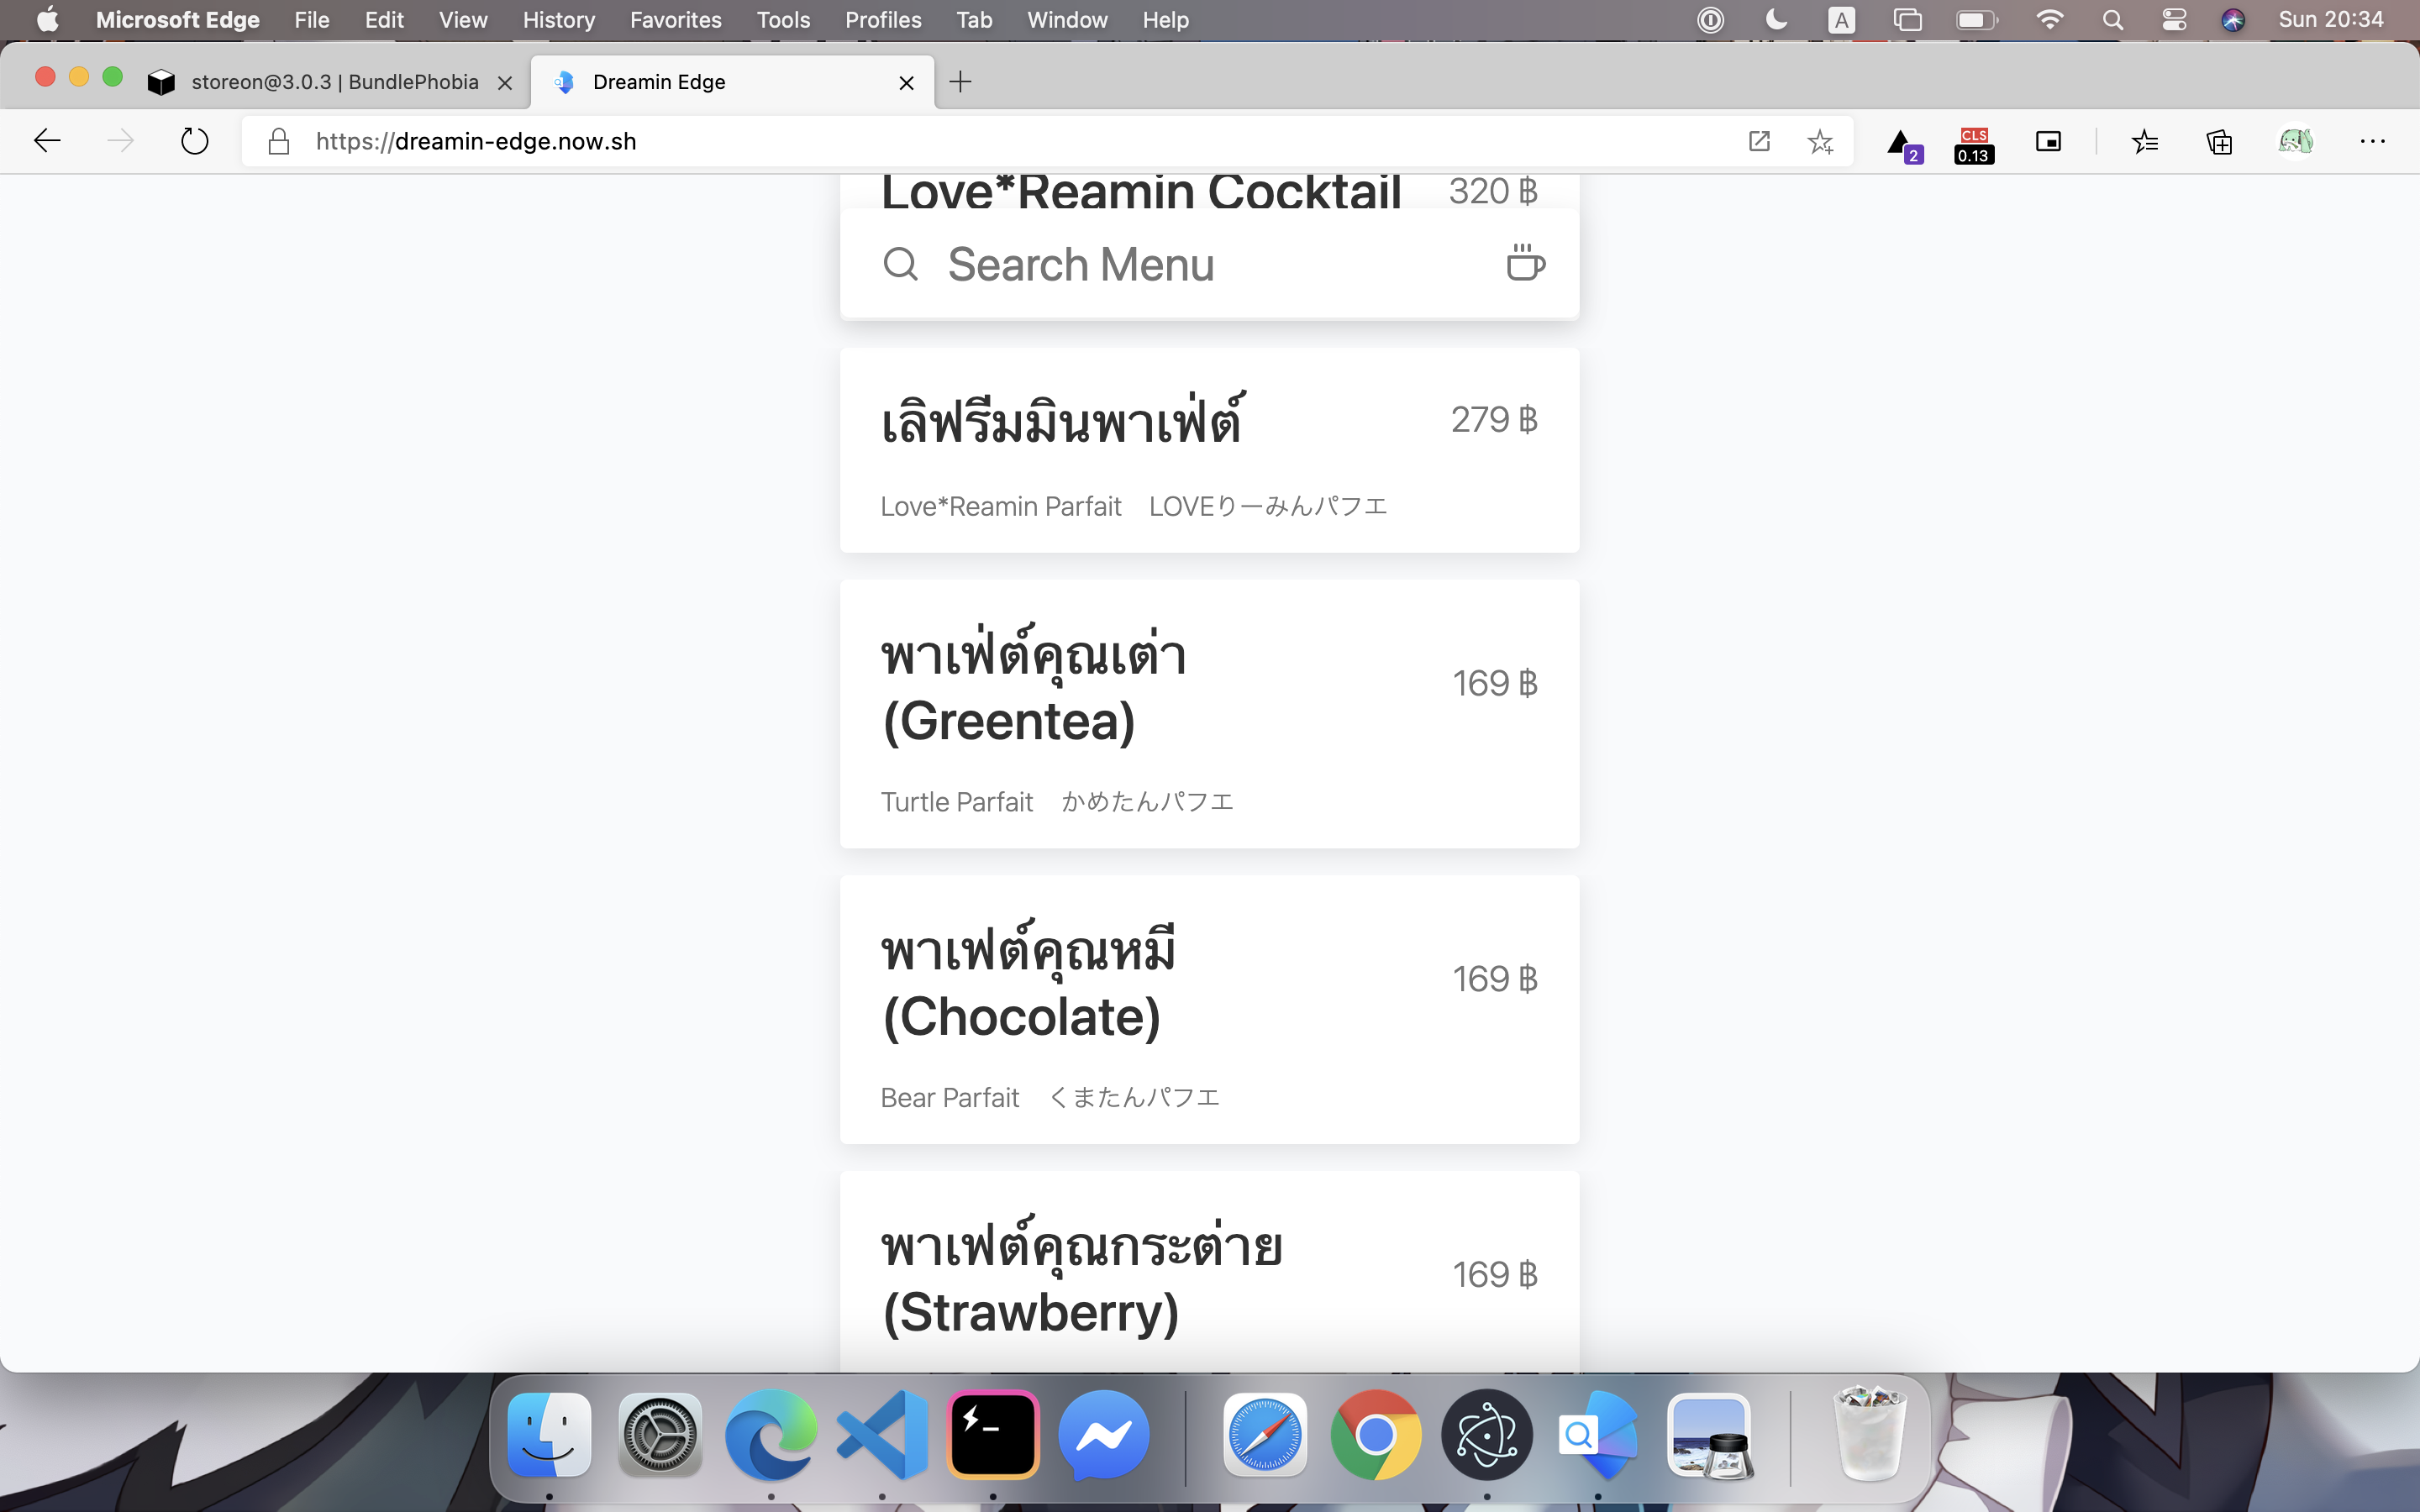 Microsoft Edge File Edit View History Favorites Tools Profiles Tab Window Help A Sun 20:34
storeon@3.0.3 | BundlePhobia Dreamin Edge
https://dreamin-edge.now.sh 2 CLS 0.13
Love*Reamin Cocktail 320 ฿
Search Menu
เลิฟรีมมินพาเฟ่ต์ 279 ฿
Love*Reamin Parfait LOVEりーみんパフエ
พาเฟ่ต์คุณเต่า
(Greentea) 169 ฿
Turtle Parfait かめたんパフエ
พาเฟต์คุณหมี
(Chocolate) 169 ฿
Bear Parfait くまたんパフエ
พาเฟต์คุณกระต่าย
(Strawberry) 169 ฿